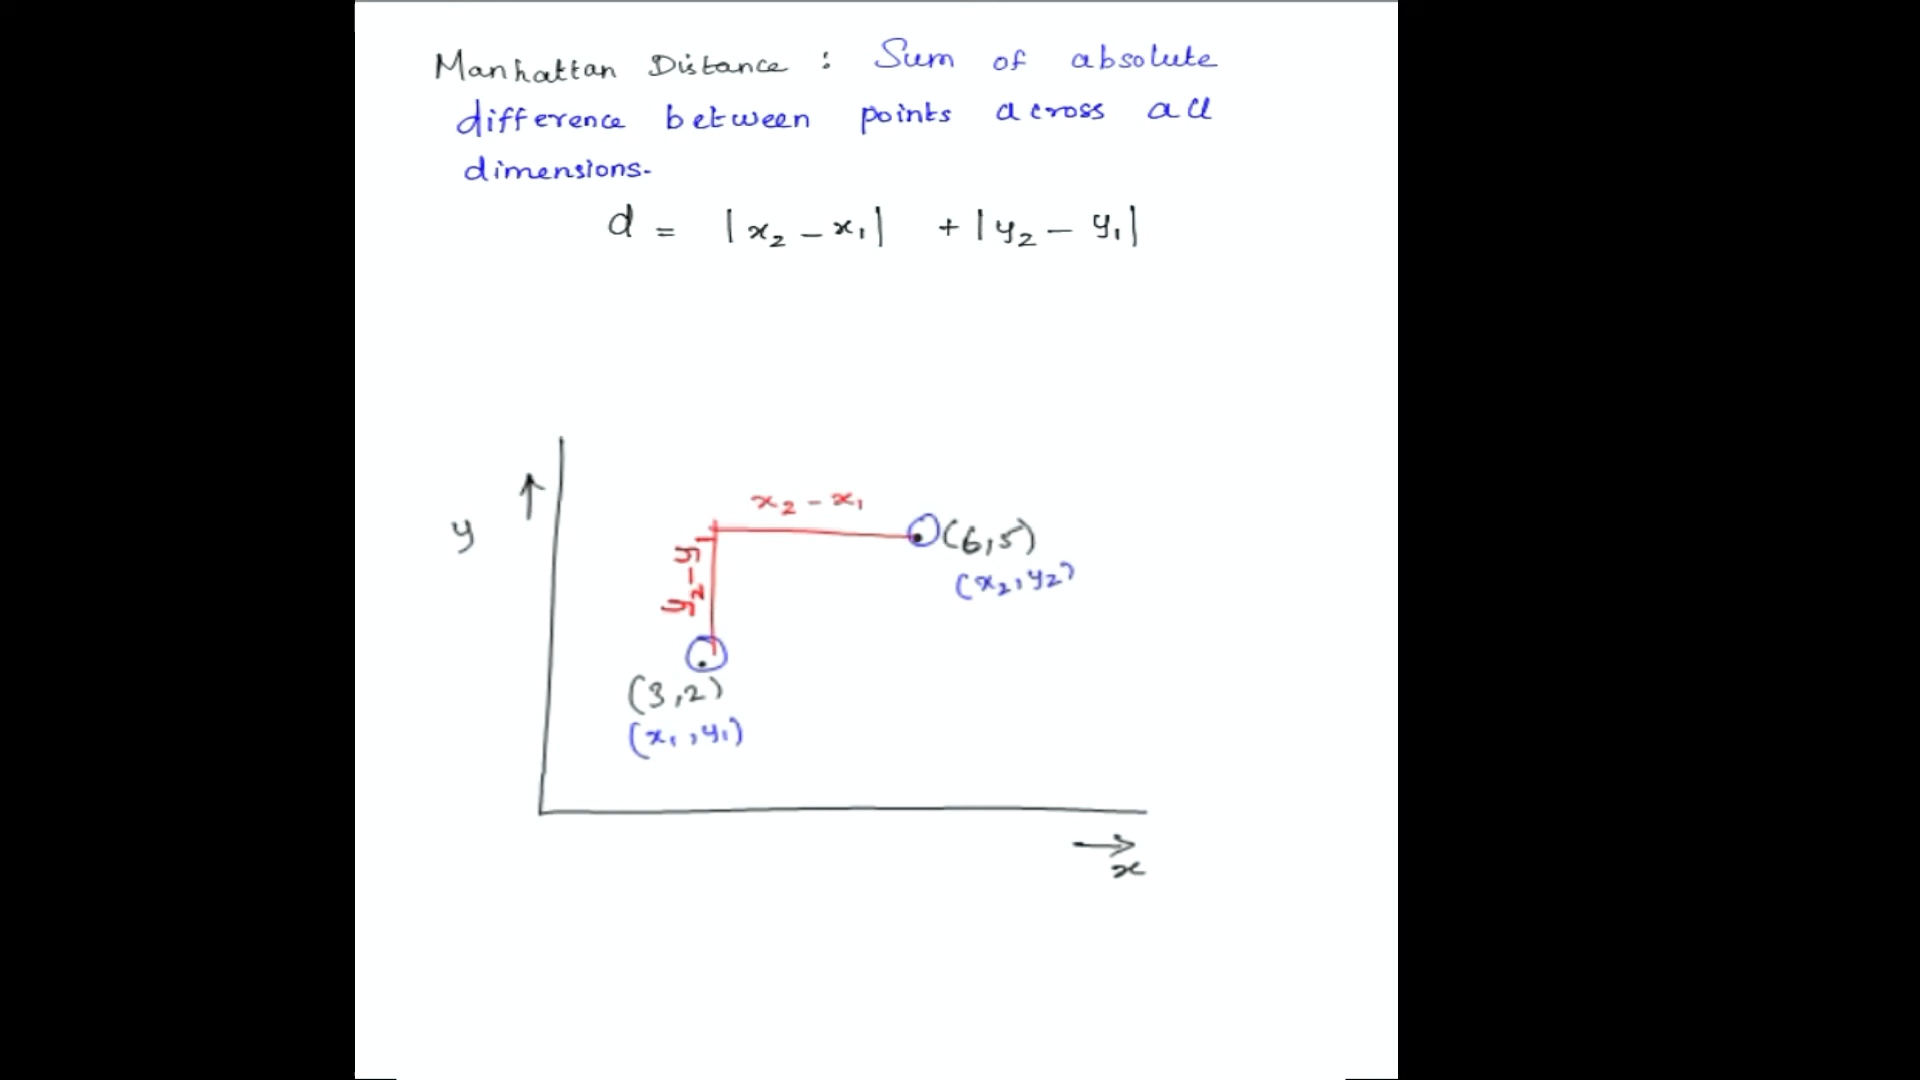 Manhattan Distance : Sum of absolute
difference between points across all
dimensions.
d = |x₂ - x₁| + |y₂ - y₁|
x₂ - x₁
y
(6,5)
y₂-y₁
(x₂,y₂)
(3,2)
(x₁,y₁)
x